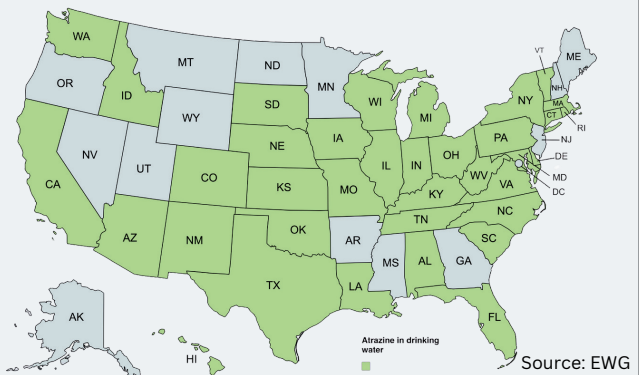 WA
MT
ND
MN
VT
ME
OR
ID
SD
WI
NH
MA
NY
CT
RI
WY
MI
NV
UT
NE
IA
PA
NJ
DE
MD
DC
IL
IN
OH
WV
VA
CA
CO
KS
MO
KY
NC
AZ
NM
OK
AR
TN
SC
TX
LA
MS
AL
GA
FL
AK
HI
Atrazine in drinking
water
Source: EWG